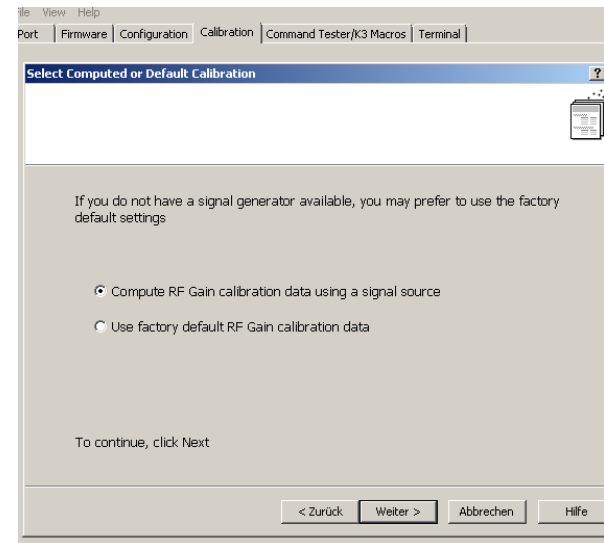 File View Help
Port Firmware Configuration Calibration Command Tester/K3 Macros Terminal
Select Computed or Default Calibration ?
If you do not have a signal generator available, you may prefer to use the factory
default settings
Compute RF Gain calibration data using a signal source
Use factory default RF Gain calibration data
To continue, click Next
< Zurück Weiter > Abbrechen Hilfe